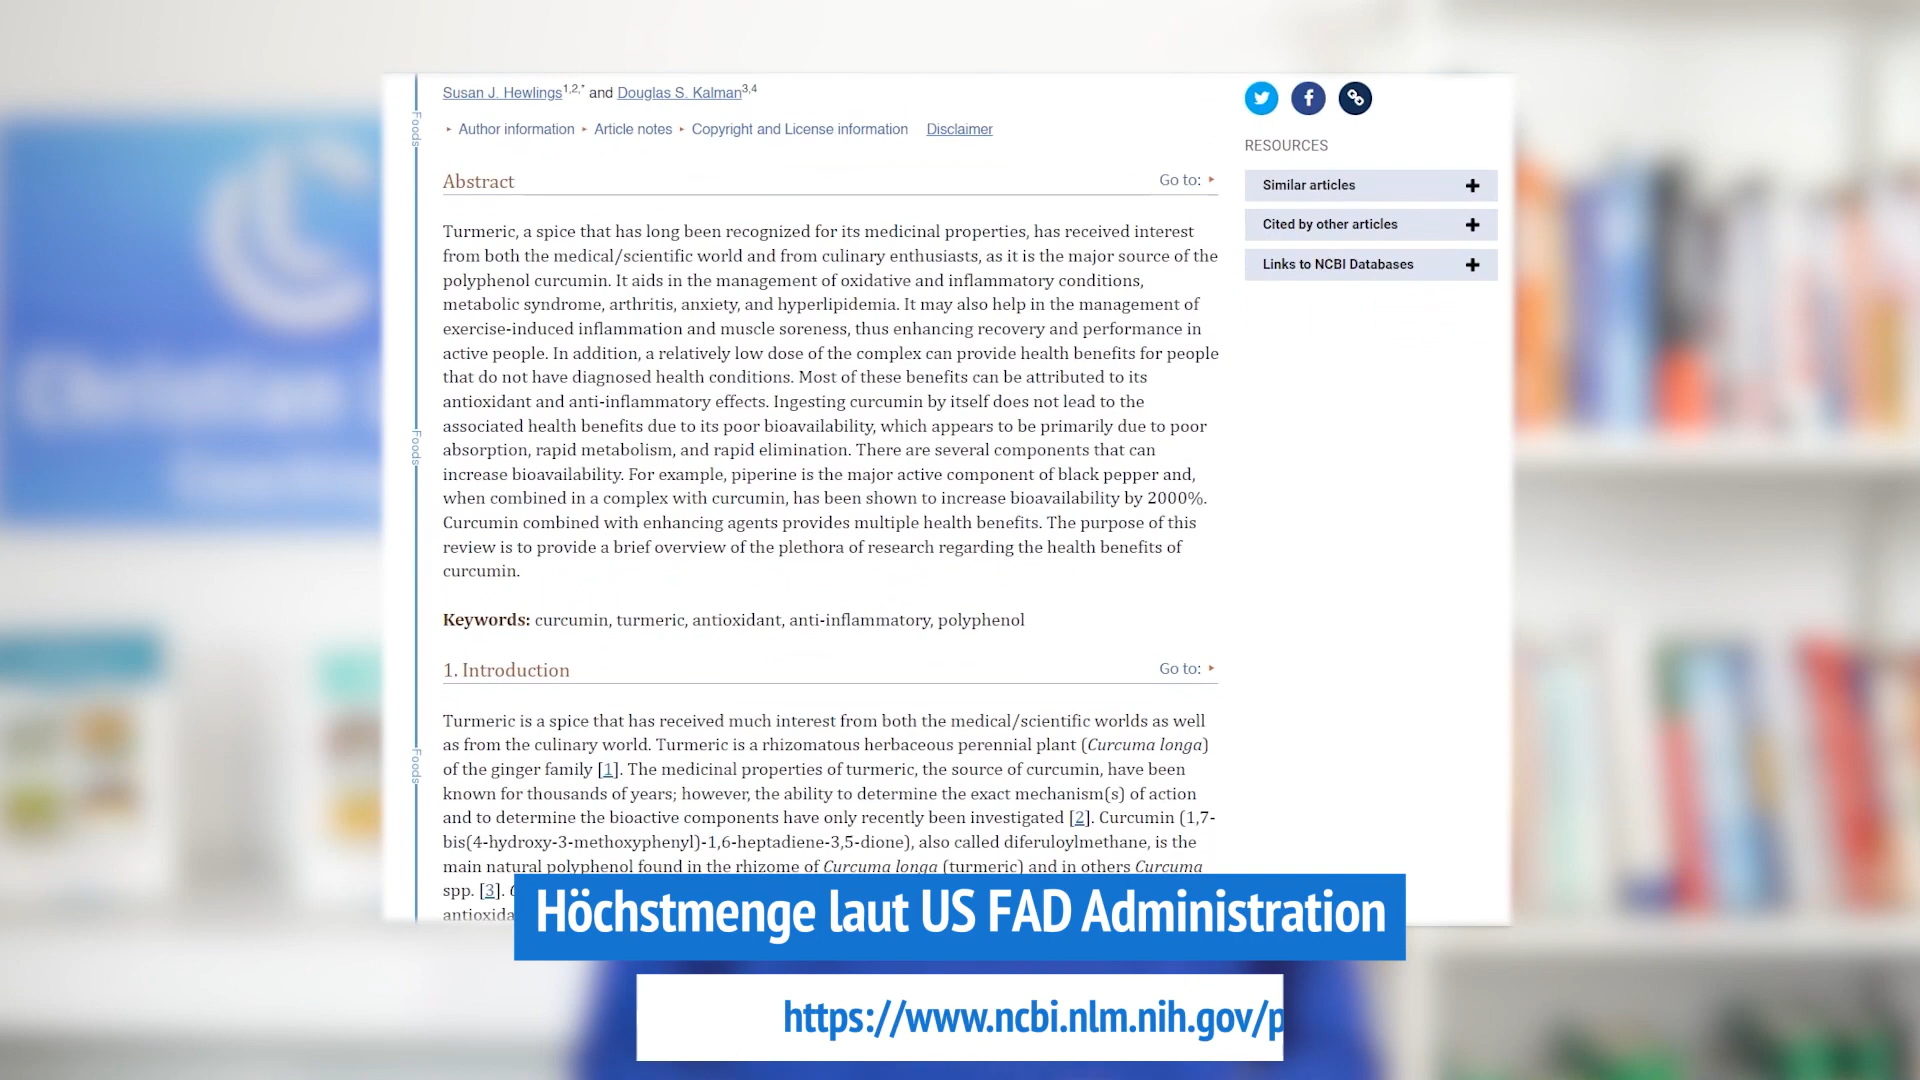 Susan J. Hewlings1,2,* and Douglas S. Kalman3,4
▸ Author information ▸ Article notes ▸ Copyright and License information Disclaimer
Abstract
Go to: ▸
Turmeric, a spice that has long been recognized for its medicinal properties, has received interest
from both the medical/scientific world and from culinary enthusiasts, as it is the major source of the
polyphenol curcumin. It aids in the management of oxidative and inflammatory conditions,
metabolic syndrome, arthritis, anxiety, and hyperlipidemia. It may also help in the management of
exercise-induced inflammation and muscle soreness, thus enhancing recovery and performance in
active people. In addition, a relatively low dose of the complex can provide health benefits for people
that do not have diagnosed health conditions. Most of these benefits can be attributed to its
antioxidant and anti-inflammatory effects. Ingesting curcumin by itself does not lead to the
associated health benefits due to its poor bioavailability, which appears to be primarily due to poor
absorption, rapid metabolism, and rapid elimination. There are several components that can
increase bioavailability. For example, piperine is the major active component of black pepper and,
when combined in a complex with curcumin, has been shown to increase bioavailability by 2000%.
Curcumin combined with enhancing agents provides multiple health benefits. The purpose of this
review is to provide a brief overview of the plethora of research regarding the health benefits of
curcumin.
Keywords: curcumin, turmeric, antioxidant, anti-inflammatory, polyphenol
1. Introduction
Go to: ▸
Turmeric is a spice that has received much interest from both the medical/scientific worlds as well
as from the culinary world. Turmeric is a rhizomatous herbaceous perennial plant (Curcuma longa)
of the ginger family [1]. The medicinal properties of turmeric, the source of curcumin, have been
known for thousands of years; however, the ability to determine the exact mechanism(s) of action
and to determine the bioactive components have only recently been investigated [2]. Curcumin (1,7-
bis(4-hydroxy-3-methoxyphenyl)-1,6-heptadiene-3,5-dione), also called diferuloylmethane, is the
main natural polyphenol found in the rhizome of Curcuma longa (turmeric) and in others Curcuma
spp. [3].
antioxida
RESOURCES
Similar articles
Cited by other articles
Links to NCBI Databases
Foods
Foods
Foods
Christian
Höchstmenge laut US FAD Administration
https://www.ncbi.nlm.nih.gov/p